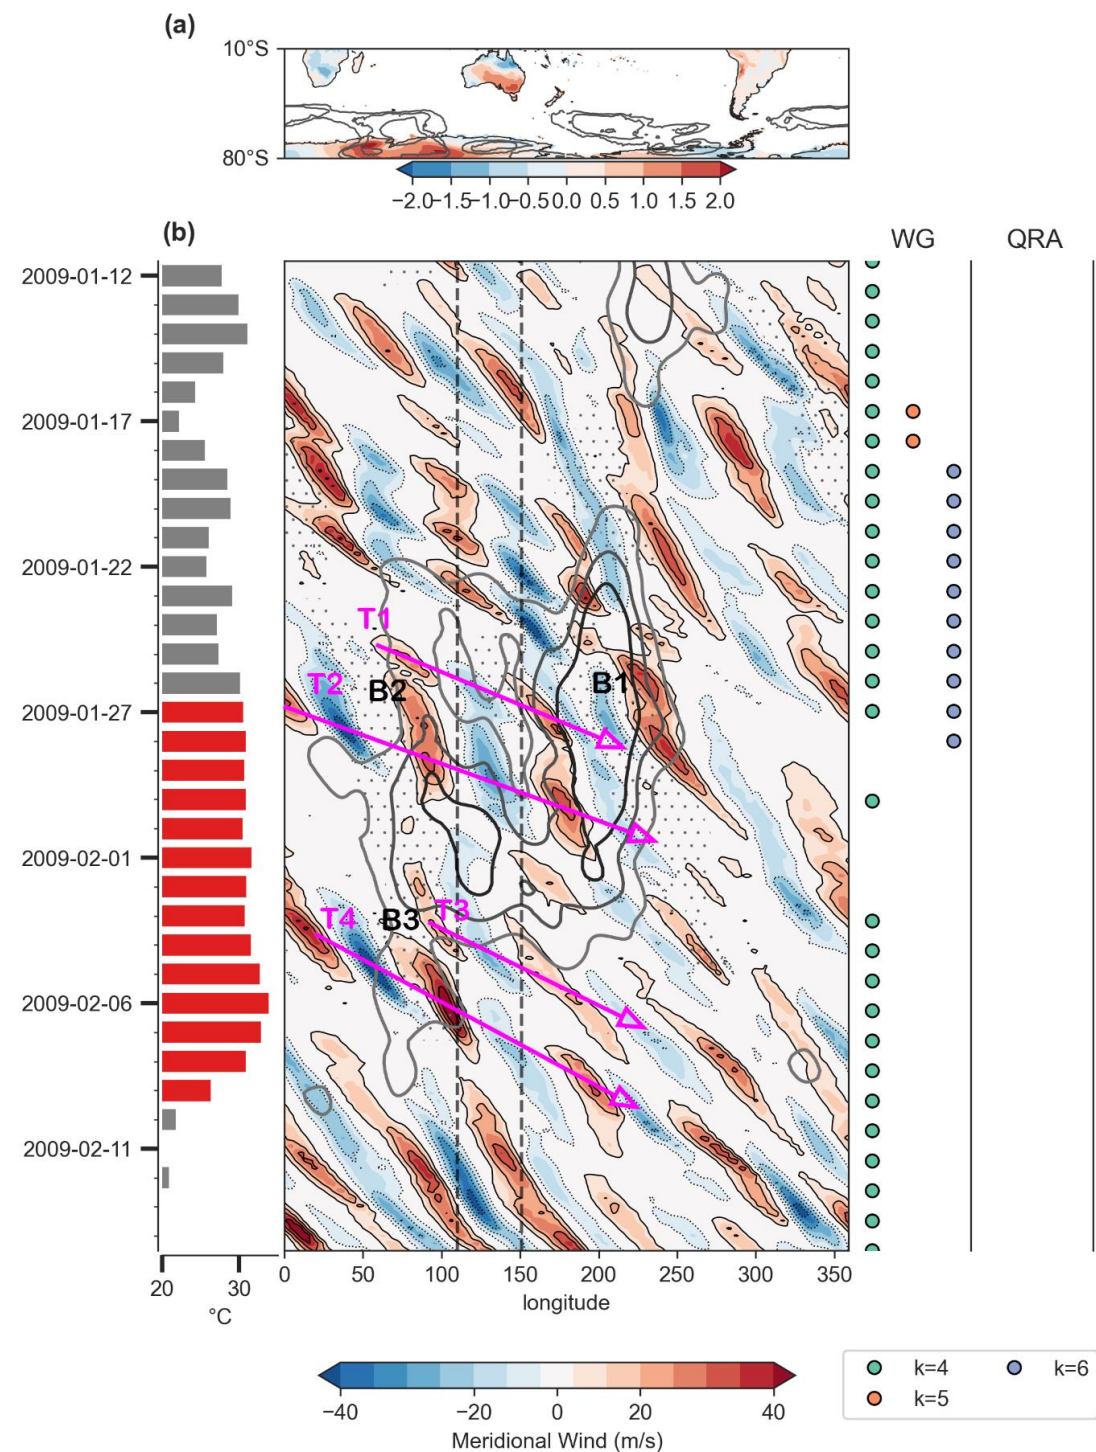 (a)
10°S
80°S
−2.0−1.5−1.0−0.50.0 0.5 1.0 1.5 2.0
(b)
WG QRA
2009-01-12
2009-01-17
2009-01-22
T1
T2
B2
B1
2009-01-27
2009-02-01
T4
B3
T3
2009-02-06
2009-02-11
20 30
°C
0 50 100 150 200 250 300 350
longitude
k=4 k=6
k=5
−40 −20 0 20 40
Meridional Wind (m/s)